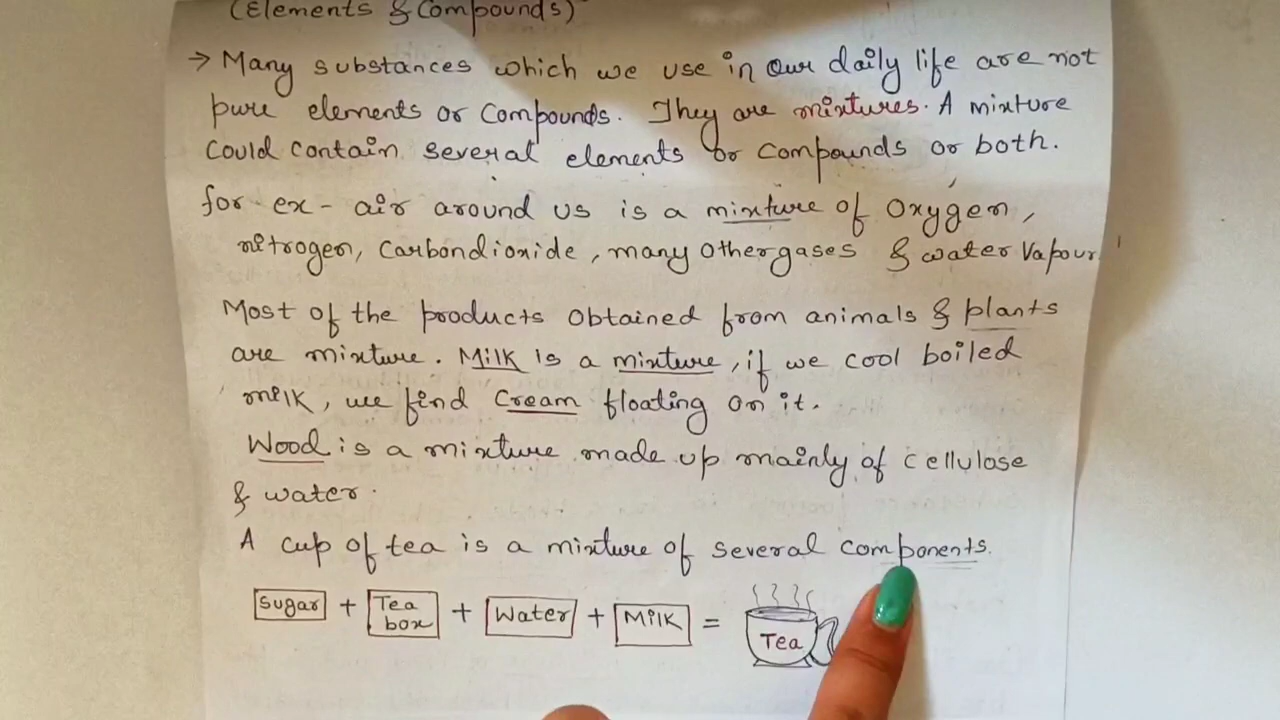 (Elements & Compounds)
→ Many substances which we use in our daily life are not
pure elements or compounds. They are mixtures. A mixture
could contain several elements or compounds or both.
for ex- air around us is a mixture of oxygen,
nitrogen, Carbondioxide, many other gases & water vapour
Most of the products obtained from animals & plants
are mixture. Milk is a mixture, if we cool boiled
milk, we find cream floating on it.
Wood is a mixture made up mainly of cellulose
& water.
A cup of tea is a mixture of several components.
Sugar + Tea box + Water + Milk = Tea